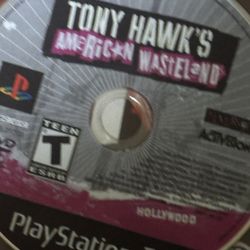 TONY HAWK'S
AMERICAN WASTELAND
ACTIVISION
TEEN
T
ESRB
HOLLYWOOD
PlayStation